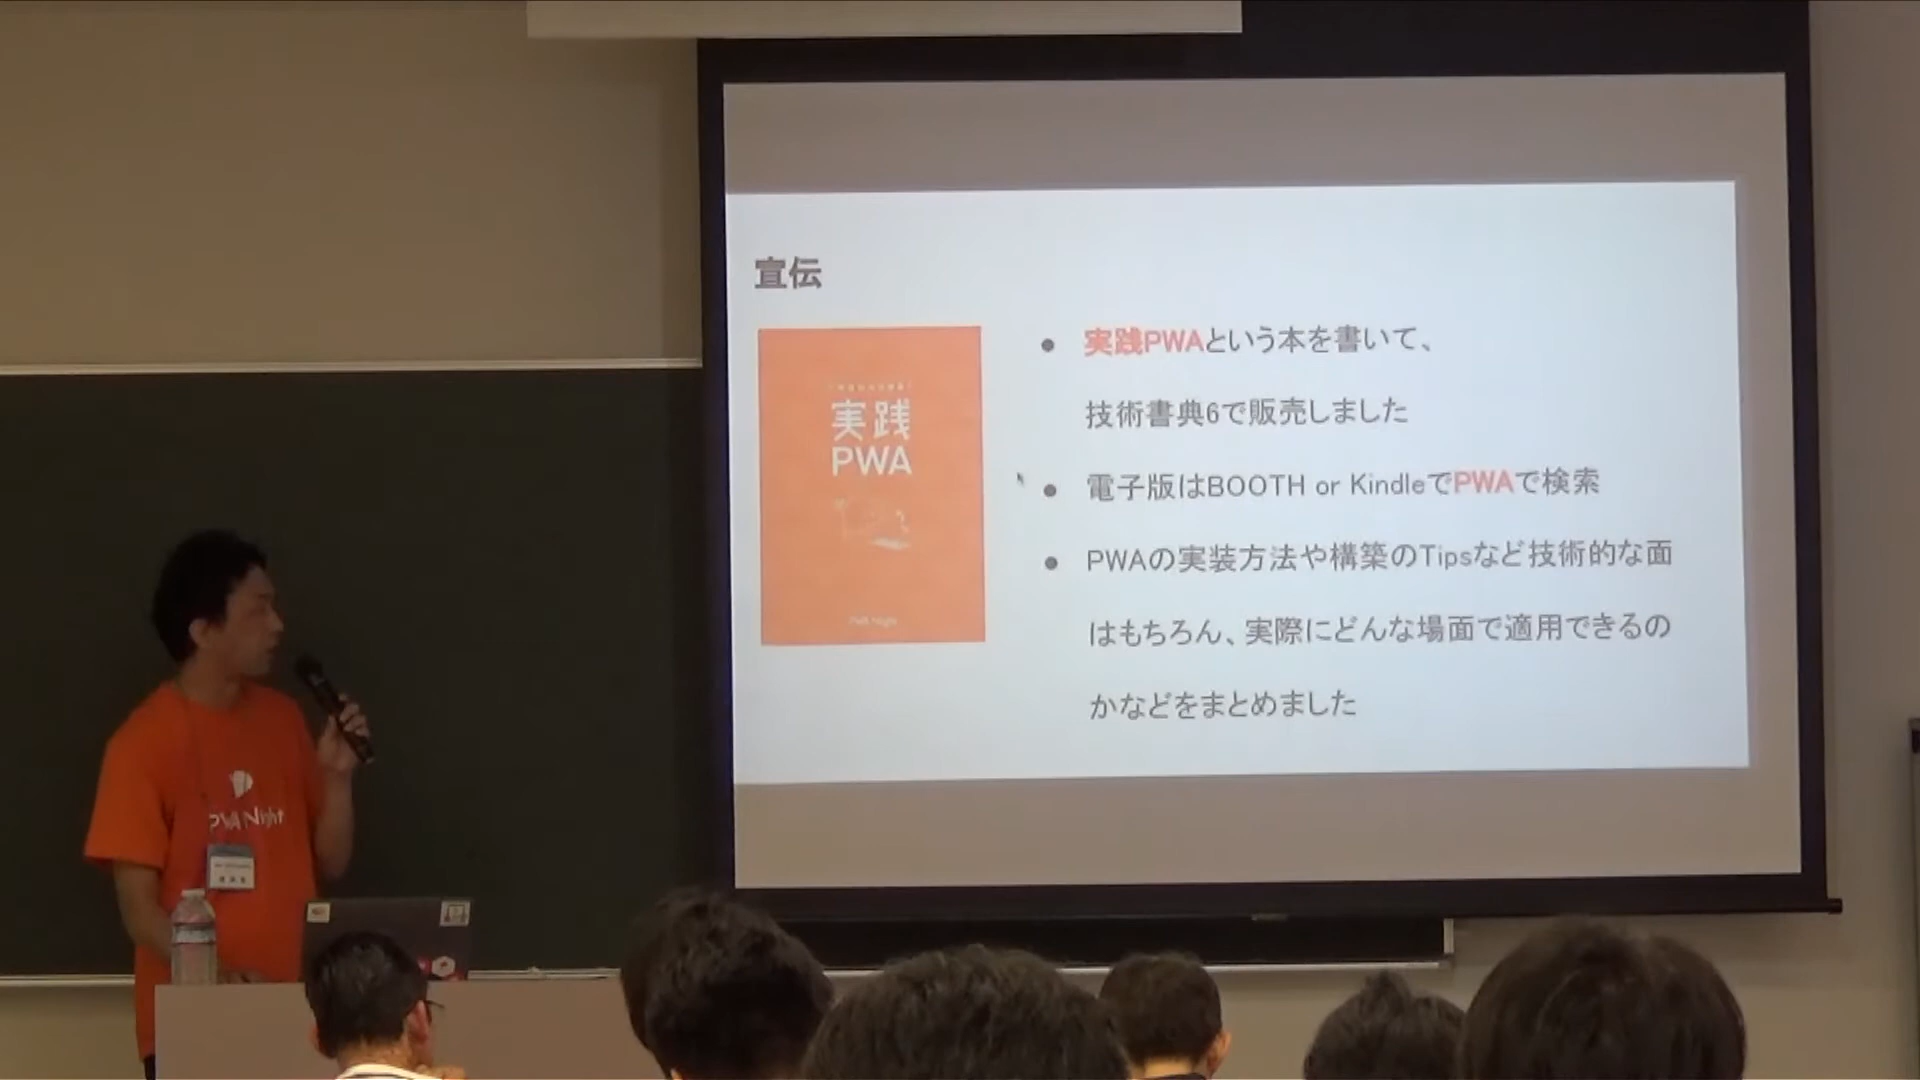 宣伝
実践PWAという本を書いて、
技術書典6で販売しました
電子版はBOOTH or KindleでPWAで検索
PWAの実装方法や構築のTipsなど技術的な面
はもちろん、実際にどんな場面で適用できるの
かなどをまとめました
実践
PWA
PWA Night
PWA Night